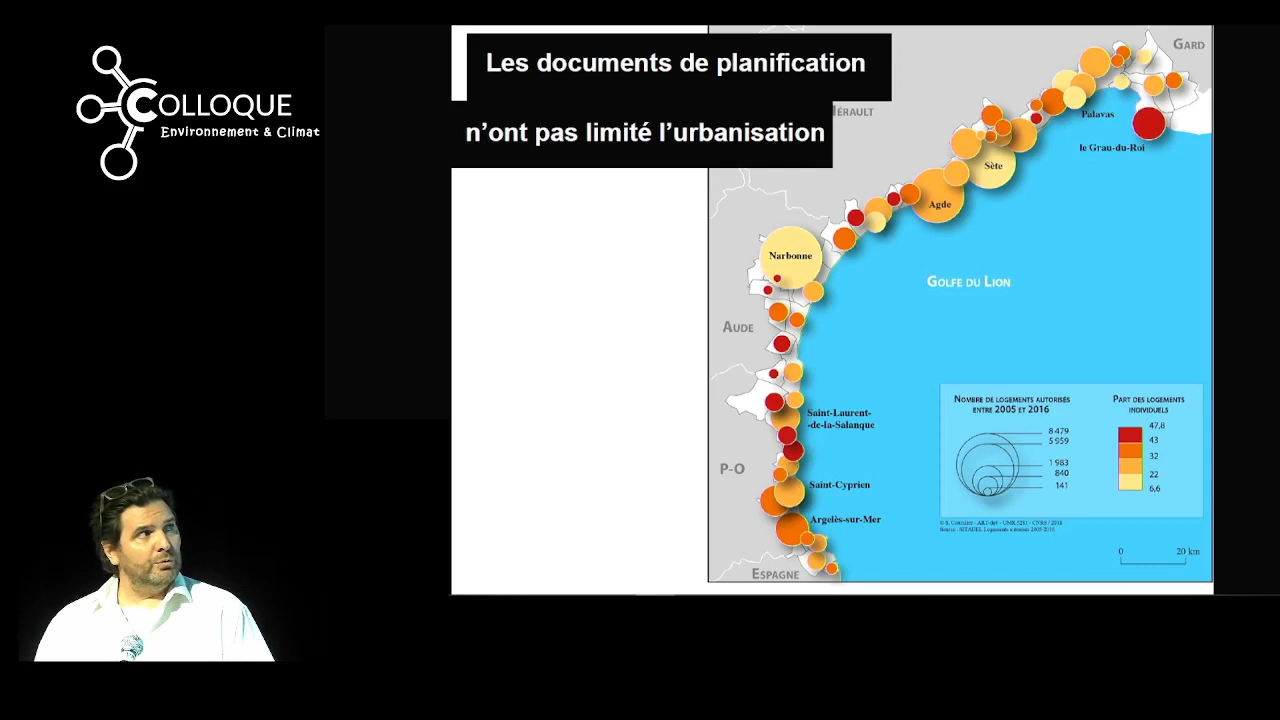 COLLOQUE
Environnement & Climat
Les documents de planification
n'ont pas limité l'urbanisation
GARD
HÉRAULT
Palavas
le Grau-du-Roi
Sète
Agde
Narbonne
GOLFE DU LION
AUDE
Saint-Laurent-
-de-la-Salanque
P-O
Saint-Cyprien
Argelès-sur-Mer
ESPAGNE
NOMBRE DE LOGEMENTS AUTORISÉS
ENTRE 2005 ET 2016
8 479
5 959
1 983
840
141
PART DES LOGEMENTS
INDIVIDUELS
47,8
43
32
22
6,6
0 20 km